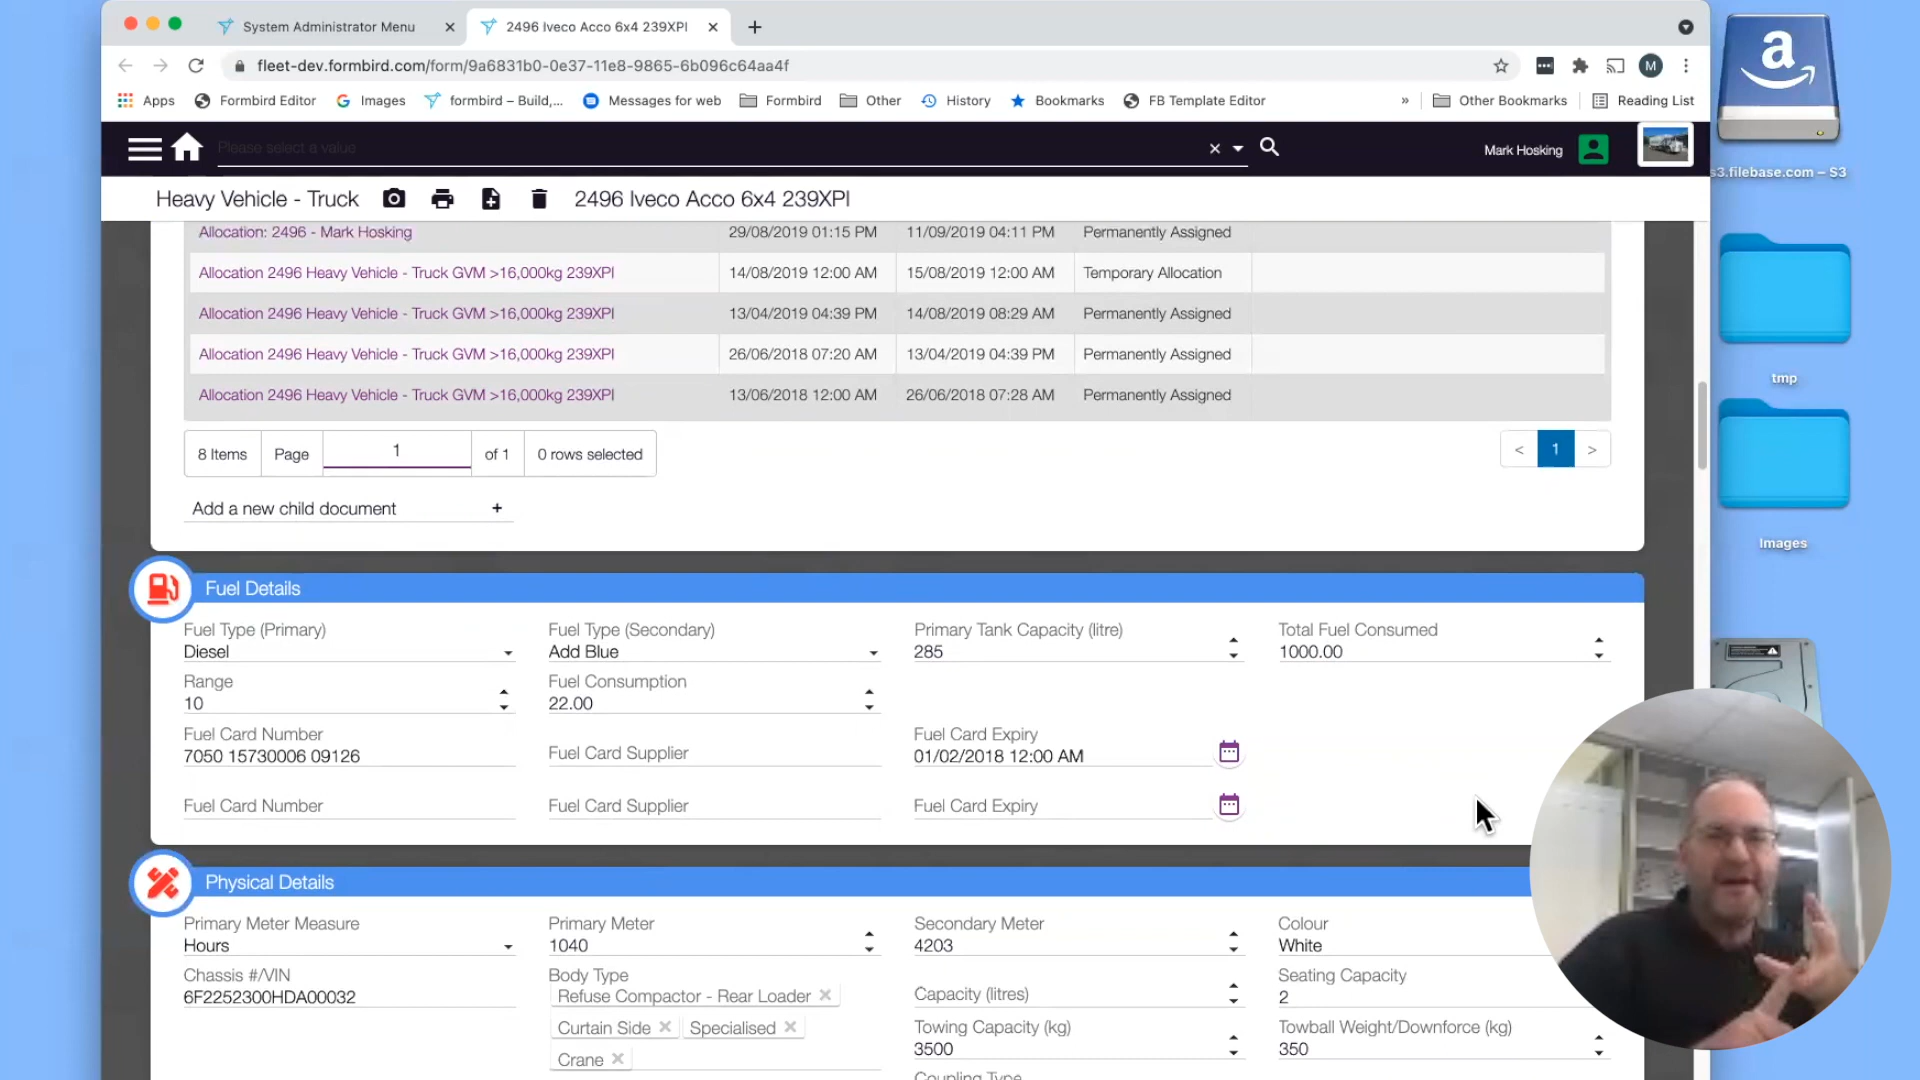 System Administrator Menu
2496 Iveco Acco 6x4 239XPI
fleet-dev.formbird.com/form/9a6831b0-0e37-11e8-9865-6b096c64aa4f
M
Apps
Formbird Editor
Images
formbird – Build,...
Messages for web
Formbird
Other
History
Bookmarks
FB Template Editor
»
Other Bookmarks
Reading List
Please select a value
Mark Hosking
s3.filebase.com – S3
Heavy Vehicle - Truck
2496 Iveco Acco 6x4 239XPI
Allocation: 2496 - Mark Hosking 29/08/2019 01:15 PM 11/09/2019 04:11 PM Permanently Assigned
Allocation 2496 Heavy Vehicle - Truck GVM >16,000kg 239XPI 14/08/2019 12:00 AM 15/08/2019 12:00 AM Temporary Allocation
Allocation 2496 Heavy Vehicle - Truck GVM >16,000kg 239XPI 13/04/2019 04:39 PM 14/08/2019 08:29 AM Permanently Assigned
Allocation 2496 Heavy Vehicle - Truck GVM >16,000kg 239XPI 26/06/2018 07:20 AM 13/04/2019 04:39 PM Permanently Assigned
Allocation 2496 Heavy Vehicle - Truck GVM >16,000kg 239XPI 13/06/2018 12:00 AM 26/06/2018 07:28 AM Permanently Assigned
tmp
8 Items Page 1 of 1 0 rows selected < 1 >
Add a new child document +
Images
Fuel Details
Fuel Type (Primary) Fuel Type (Secondary) Primary Tank Capacity (litre) Total Fuel Consumed
Diesel Add Blue 285 1000.00
Range Fuel Consumption
10 22.00
Fuel Card Number Fuel Card Supplier Fuel Card Expiry
7050 15730006 09126 01/02/2018 12:00 AM
Fuel Card Number Fuel Card Supplier Fuel Card Expiry
Physical Details
Primary Meter Measure Primary Meter Secondary Meter Colour
Hours 1040 4203 White
Chassis #/VIN Body Type Capacity (litres) Seating Capacity
6F2252300HDA00032 Refuse Compactor - Rear Loader 2
Curtain Side Specialised Towing Capacity (kg) Towball Weight/Downforce (kg)
Crane 3500 350
Coupling Type